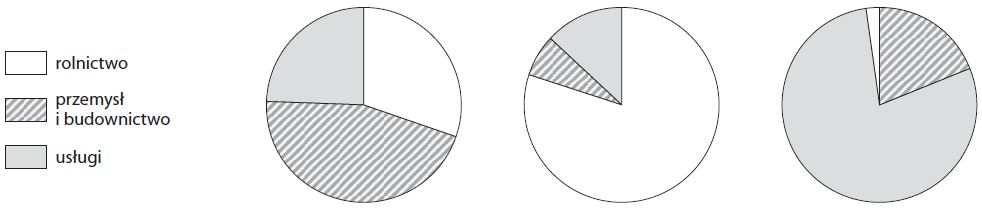 rolnictwo
przemysł
i budownictwo
usługi